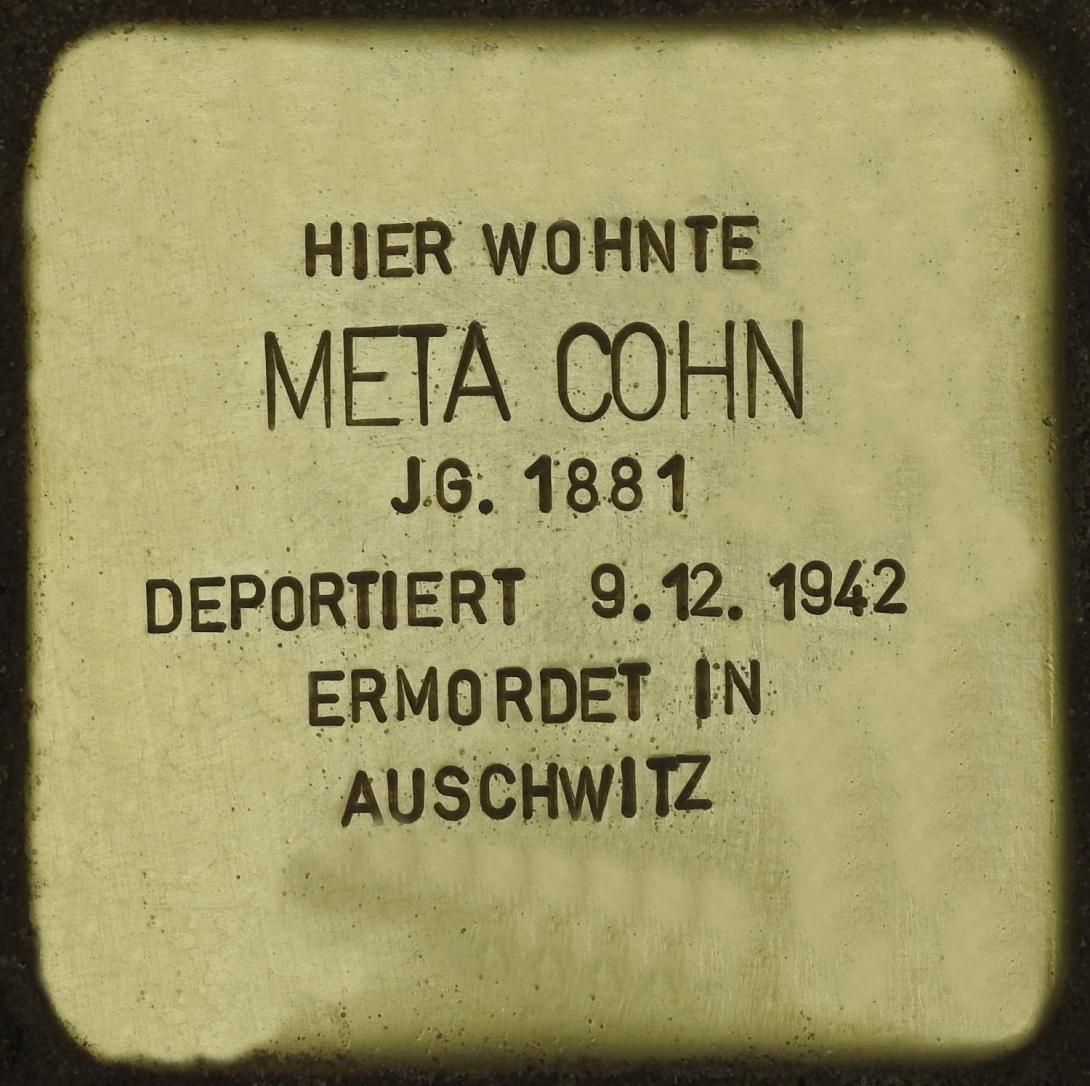 HIER WOHNTE
META COHN
JG. 1881
DEPORTIERT 9.12.1942
ERMORDET IN
AUSCHWITZ